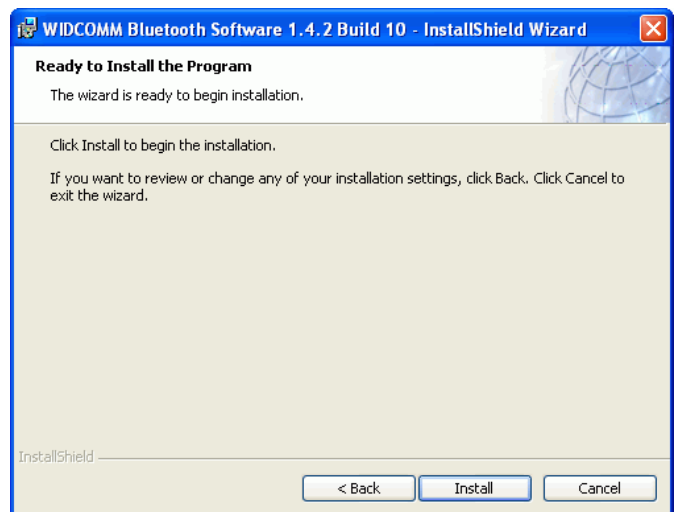 WIDCOMM Bluetooth Software 1.4.2 Build 10 - InstallShield Wizard
Ready to Install the Program
The wizard is ready to begin installation.
Click Install to begin the installation.
If you want to review or change any of your installation settings, click Back. Click Cancel to
exit the wizard.
InstallShield
< Back Install Cancel